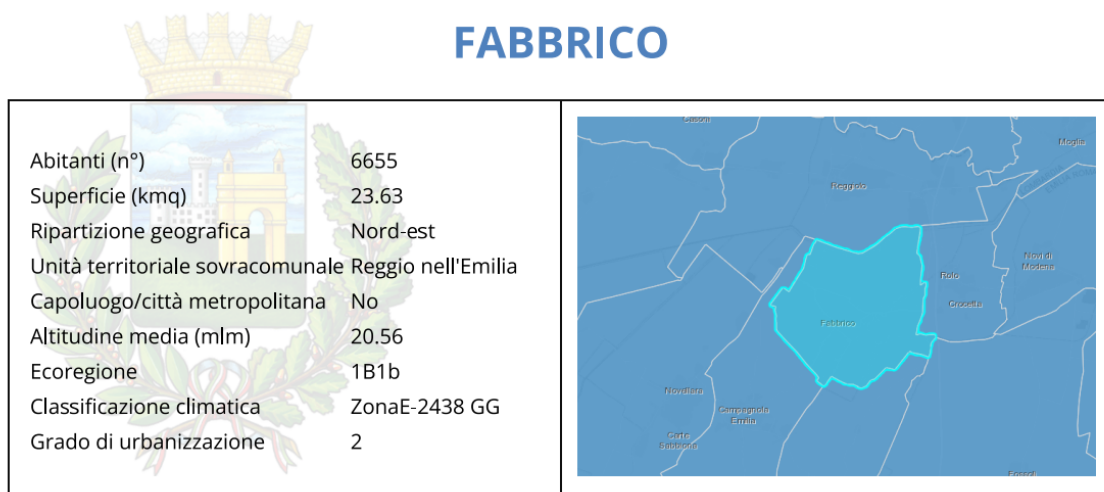 FABBRICO
Abitanti (n°) 6655
Superficie (kmq) 23.63
Ripartizione geografica Nord-est
Unità territoriale sovracomunale Reggio nell'Emilia
Capoluogo/città metropolitana No
Altitudine media (mlm) 20.56
Ecoregione 1B1b
Classificazione climatica ZonaE-2438 GG
Grado di urbanizzazione 2
Moglia
Reggiolo
Novi di
Modena
Rolo
Crocetta
Fabbrico
Novellara
Campagnola
Emilia